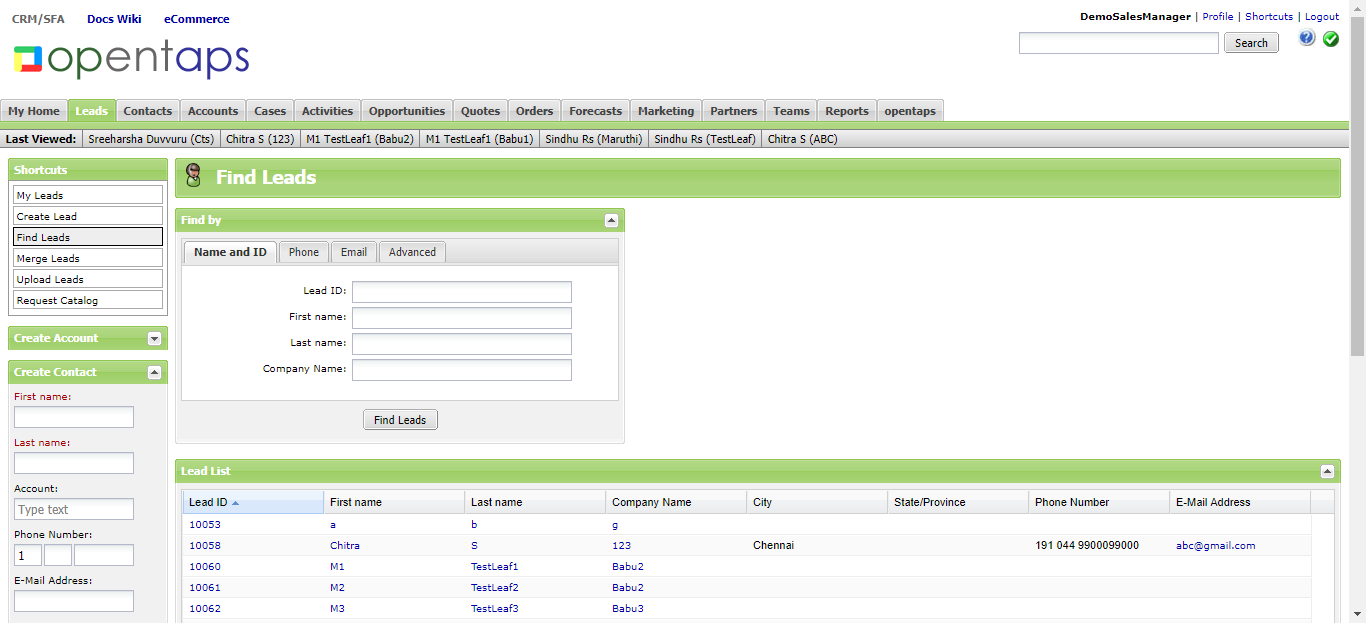 CRM/SFA Docs Wiki eCommerce
DemoSalesManager | Profile | Shortcuts | Logout
opentaps
Search
My Home Leads Contacts Accounts Cases Activities Opportunities Quotes Orders Forecasts Marketing Partners Teams Reports opentaps
Last Viewed: Sreeharsha Duvvuru (Cts) Chitra S (123) M1 TestLeaf1 (Babu2) M1 TestLeaf1 (Babu1) Sindhu Rs (Maruthi) Sindhu Rs (TestLeaf) Chitra S (ABC)
Shortcuts
My Leads
Create Lead
Find Leads
Merge Leads
Upload Leads
Request Catalog
Create Account
Create Contact
First name:
Last name:
Account:
Type text
Phone Number:
1
E-Mail Address:
Find Leads
Find by
Name and ID Phone Email Advanced
Lead ID:
First name:
Last name:
Company Name:
Find Leads
Lead List
Lead ID First name Last name Company Name City State/Province Phone Number E-Mail Address
10053 a b g
10058 Chitra S 123 Chennai 191 044 9900099000 abc@gmail.com
10060 M1 TestLeaf1 Babu2
10061 M2 TestLeaf2 Babu2
10062 M3 TestLeaf3 Babu3